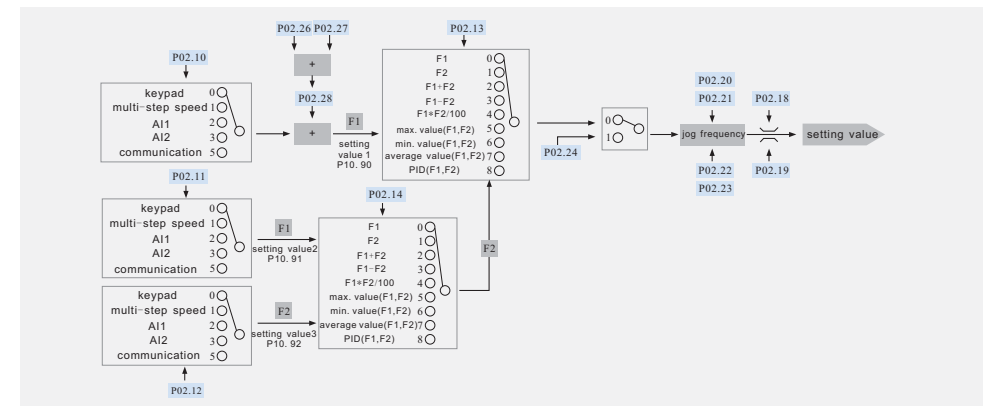 P02.26 P02.27
P02.13
P02.10
+
F1 0
F2 1
F1+F2 2
F1-F2 3
F1*F2/100 4
max. value(F1,F2) 5
min. value(F1,F2) 6
average value(F1,F2) 7
PID(F1,F2) 8
keypad 0
multi-step speed 1
AI1 2
AI2 3
communication 5
P02.28
+
F1
setting
value 1
P10. 90
0
1
P02.24
P02.20
P02.21
jog frequency
P02.22
P02.23
P02.18
P02.19
setting value
P02.11
keypad 0
multi-step speed 1
AI1 2
AI2 3
communication 5
F1
setting value2
P10. 91
P02.14
F1 0
F2 1
F1+F2 2
F1-F2 3
F1*F2/100 4
max. value(F1,F2) 5
min. value(F1,F2) 6
average value(F1,F2) 7
PID(F1,F2) 8
F2
keypad 0
multi-step speed 1
AI1 2
AI2 3
communication 5
F2
setting value3
P10. 92
P02.12